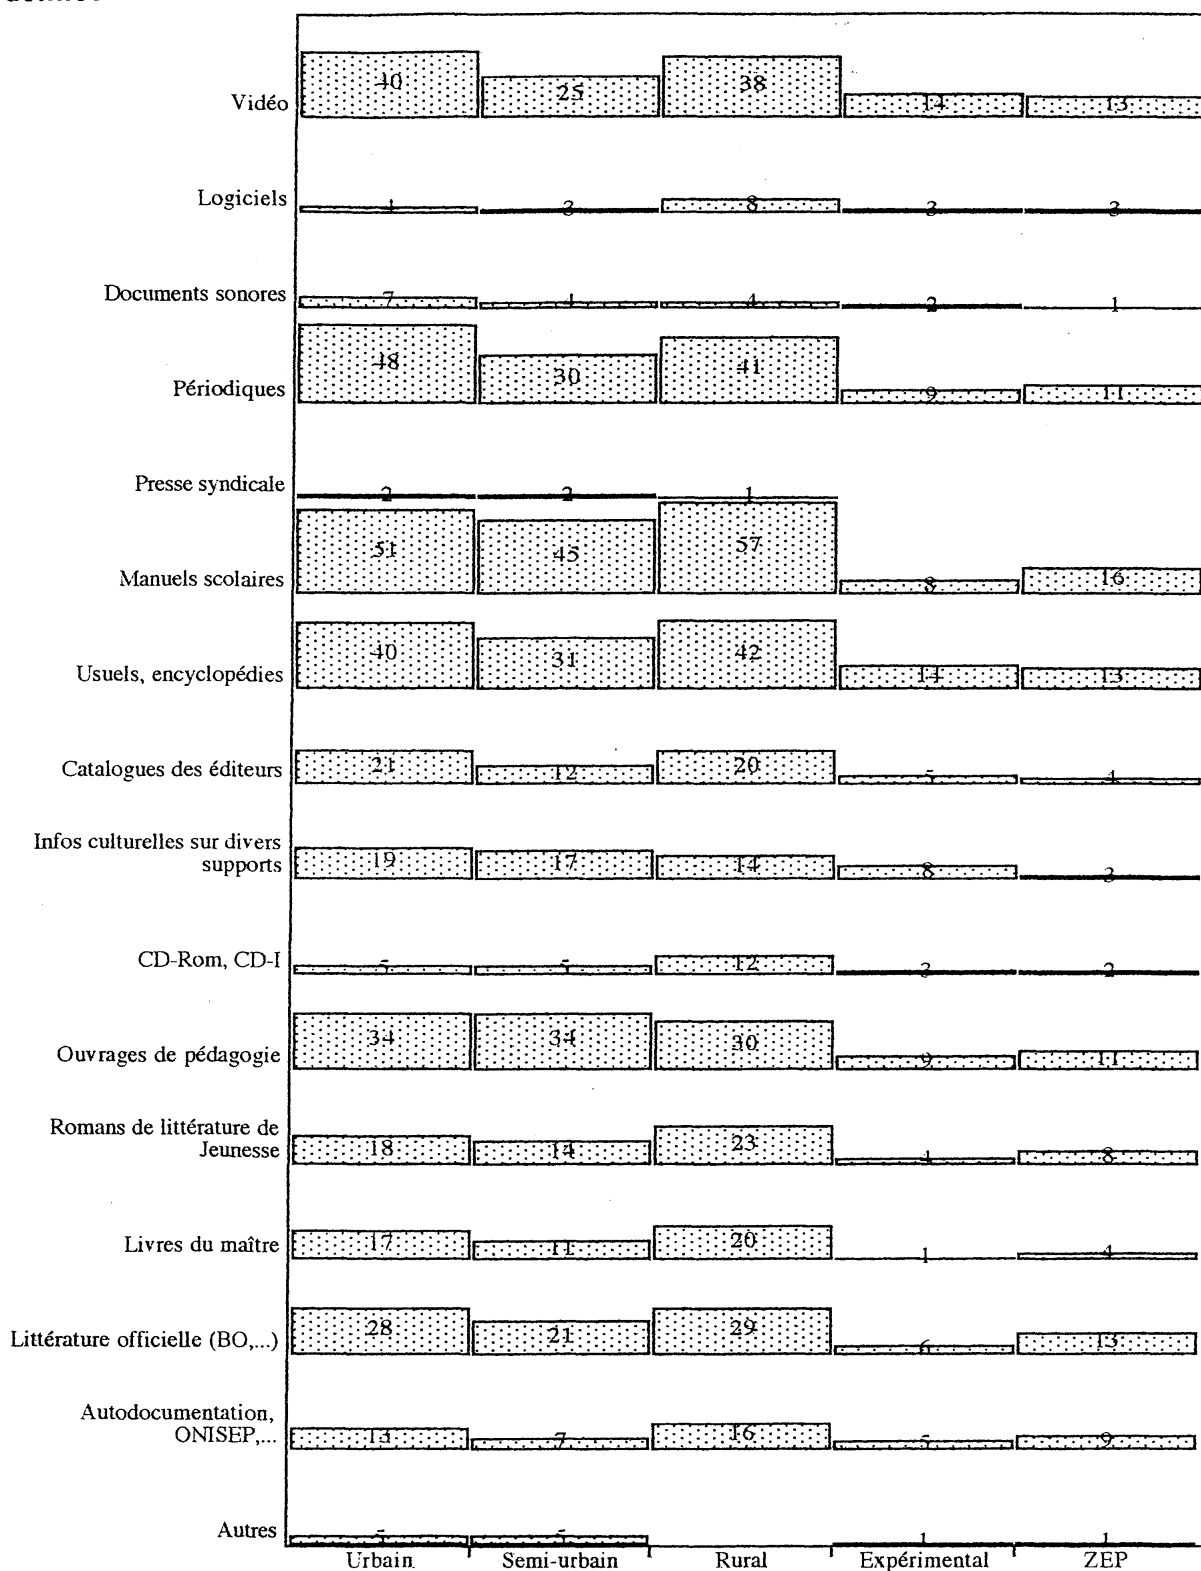 Vidéo 40 25 38 14 13
Logiciels 4 3 8 3 3
Documents sonores 7 4 4 2 1
Périodiques 48 30 41 9 11
Presse syndicale 2 2 1
Manuels scolaires 51 45 57 8 16
Usuels, encyclopédies 40 31 42 14 13
Catalogues des éditeurs 21 12 20 5 4
Infos culturelles sur divers
supports 19 17 14 8 3
CD-Rom, CD-I 5 5 12 3 2
Ouvrages de pédagogie 34 34 30 9 11
Romans de littérature de
Jeunesse 18 14 23 4 8
Livres du maître 17 11 20 1 4
Littérature officielle (BO,...) 28 21 29 6 13
Autodocumentation,
ONISEP,... 13 7 16 5 9
Autres 5 5 1 1
Urbain Semi-urbain Rural Expérimental ZEP